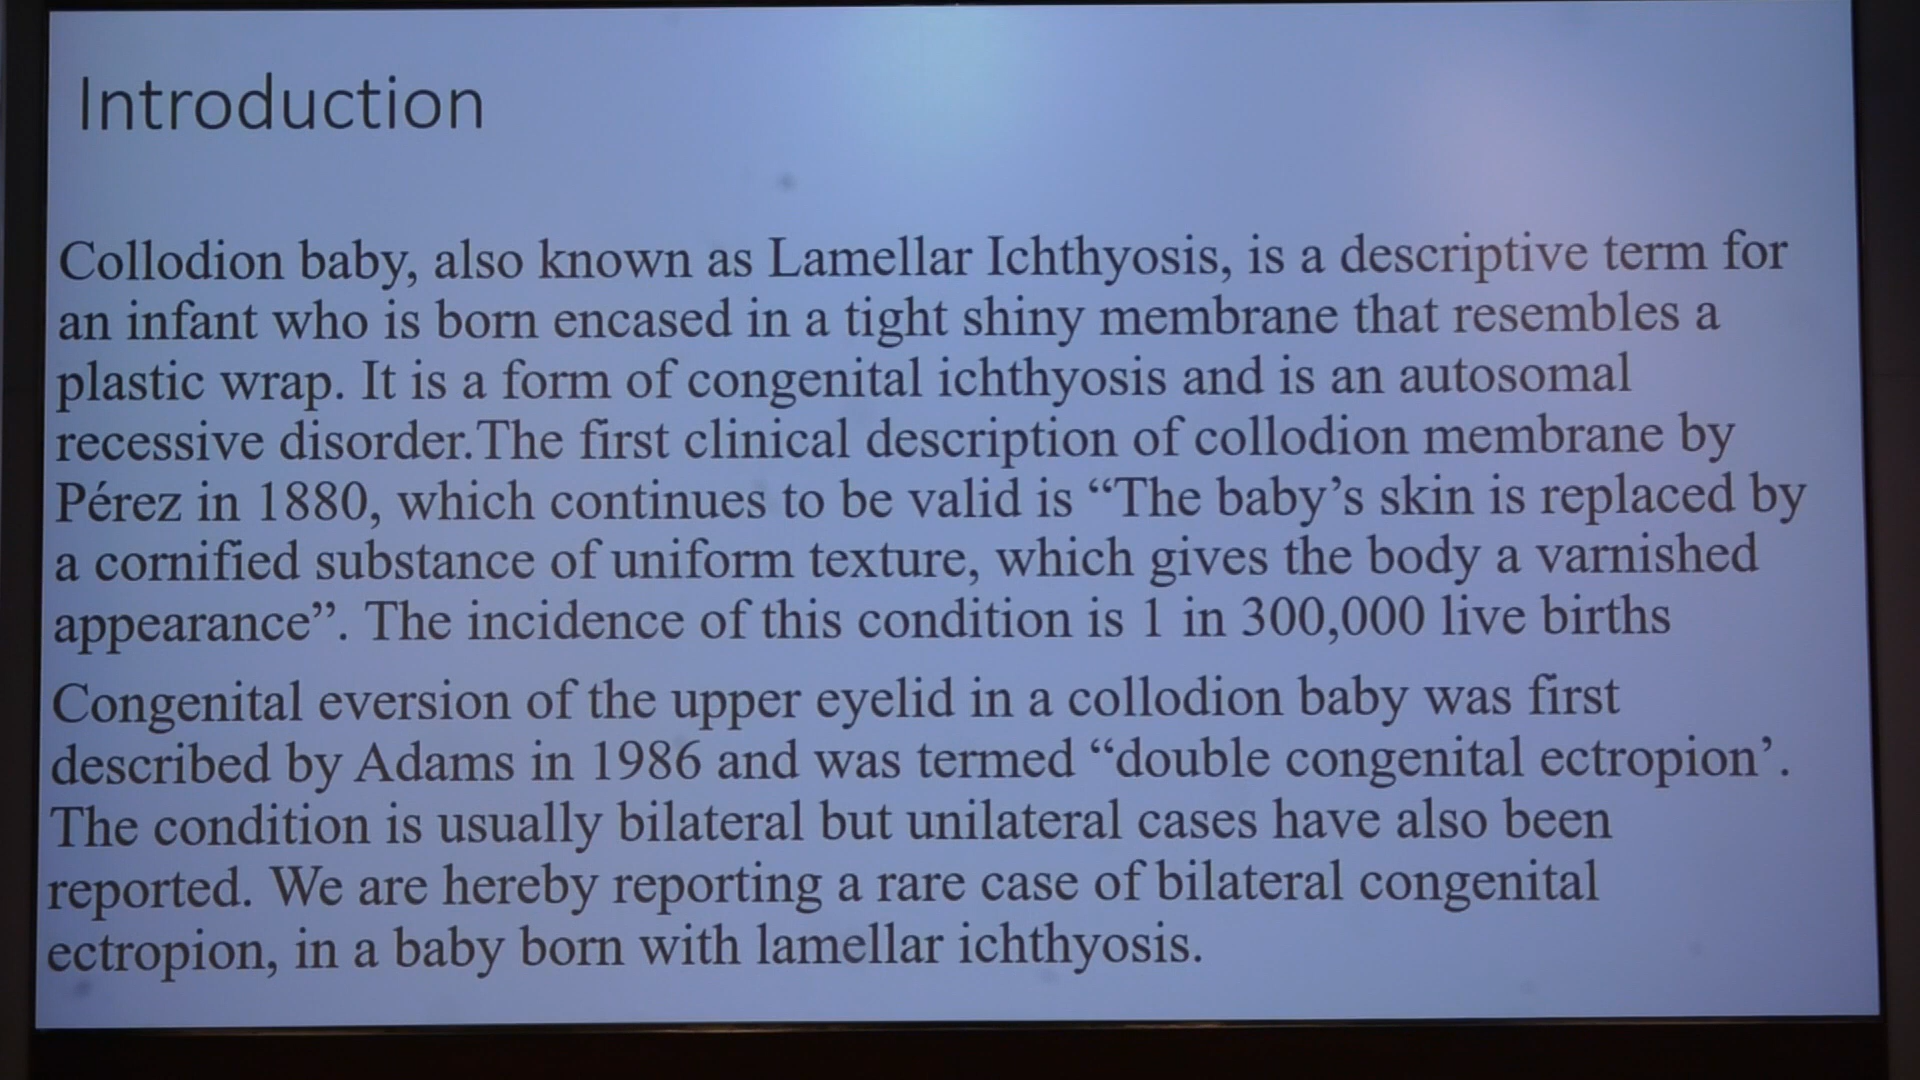 Introduction
Collodion baby, also known as Lamellar Ichthyosis, is a descriptive term for
an infant who is born encased in a tight shiny membrane that resembles a
plastic wrap. It is a form of congenital ichthyosis and is an autosomal
recessive disorder.The first clinical description of collodion membrane by
Pérez in 1880, which continues to be valid is “The baby’s skin is replaced by
a cornified substance of uniform texture, which gives the body a varnished
appearance”. The incidence of this condition is 1 in 300,000 live births
Congenital eversion of the upper eyelid in a collodion baby was first
described by Adams in 1986 and was termed “double congenital ectropion’.
The condition is usually bilateral but unilateral cases have also been
reported. We are hereby reporting a rare case of bilateral congenital
ectropion, in a baby born with lamellar ichthyosis.